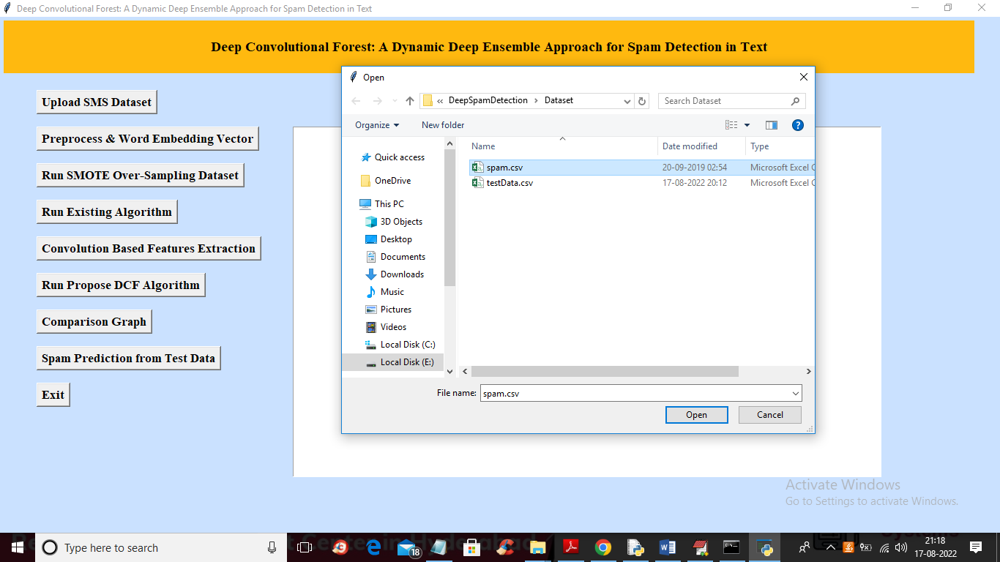 Deep Convolutional Forest: A Dynamic Deep Ensemble Approach for Spam Detection in Text
Deep Convolutional Forest: A Dynamic Deep Ensemble Approach for Spam Detection in Text
Upload SMS Dataset
Preprocess & Word Embedding Vector
Run SMOTE Over-Sampling Dataset
Run Existing Algorithm
Convolution Based Features Extraction
Run Propose DCF Algorithm
Comparison Graph
Spam Prediction from Test Data
Exit
Open
« DeepSpamDetection › Dataset
Search Dataset
Organize
New folder
Quick access
OneDrive
This PC
3D Objects
Desktop
Documents
Downloads
Music
Pictures
Videos
Local Disk (C:)
Local Disk (E:)
Name Date modified Type
spam.csv 20-09-2019 02:54 Microsoft Excel C
testData.csv 17-08-2022 20:12 Microsoft Excel C
File name: spam.csv
Open Cancel
Activate Windows
Go to Settings to activate Windows.
Type here to search
18
21:18
17-08-2022